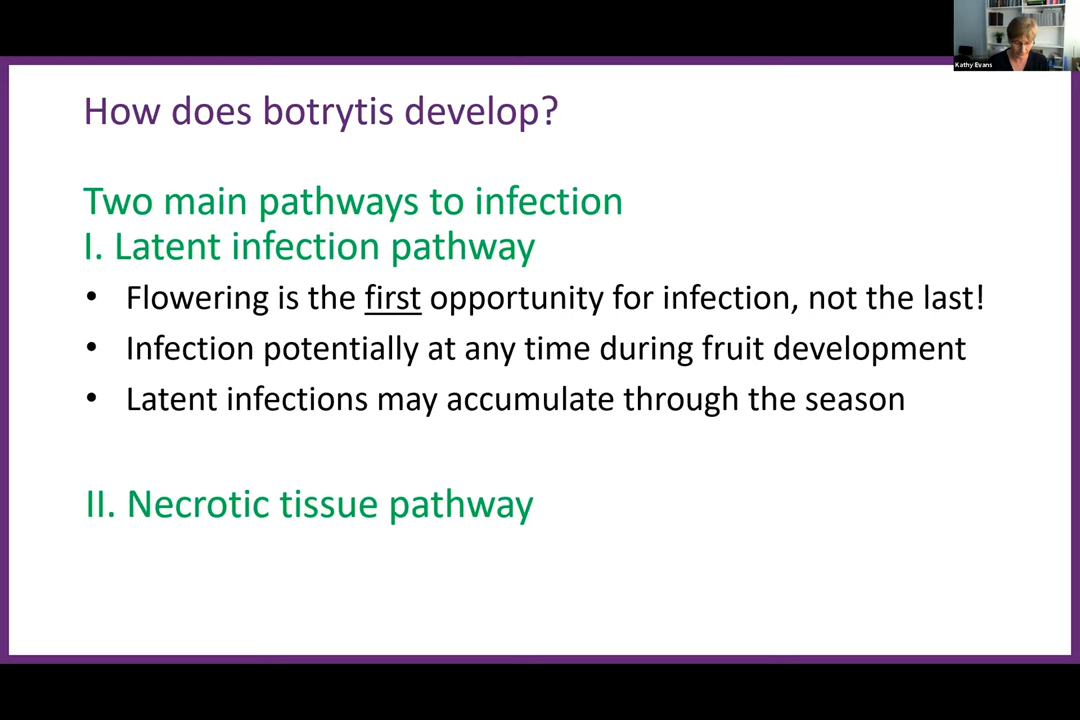 Kathy Evans
How does botrytis develop?
Two main pathways to infection
I. Latent infection pathway
• Flowering is the first opportunity for infection, not the last!
• Infection potentially at any time during fruit development
• Latent infections may accumulate through the season
II. Necrotic tissue pathway